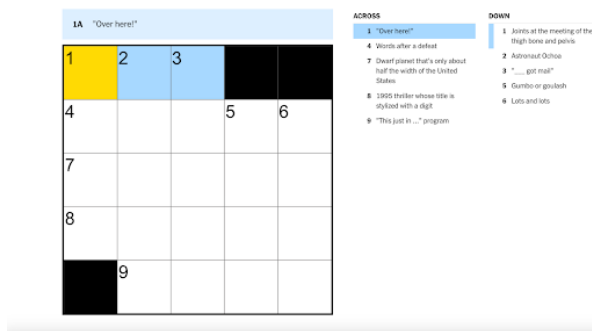 1A "Over here!"
ACROSS
1 "Over here!"
4 Words after a defeat
7 Dwarf planet that's only about
half the width of the United
States
8 1995 thriller whose title is
stylized with a digit
9 "This just in ..." program
DOWN
1 Joints at the meeting of the
thigh bone and pelvis
2 Astronaut Ochoa
3 "___ got mail"
5 Gumbo or goulash
6 Lots and lots
1 2 3
4 5 6
7
8
9